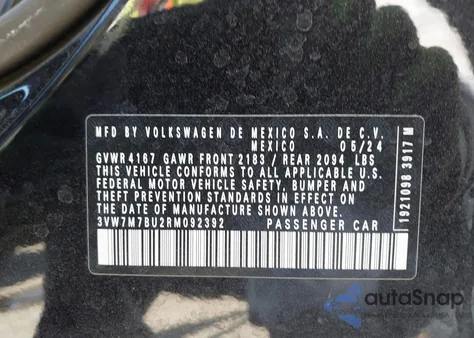 MFD BY VOLKSWAGEN DE MEXICO S.A. DE C.V.
MEXICO 05/24
GVWR 4167 GAWR FRONT 2183 / REAR 2094 LBS
THIS VEHICLE CONFORMS TO ALL APPLICABLE U.S.
FEDERAL MOTOR VEHICLE SAFETY, BUMPER AND
THEFT PREVENTION STANDARDS IN EFFECT ON
THE DATE OF MANUFACTURE SHOWN ABOVE.
3VW7M7BU2RM092392 PASSENGER CAR
1921098 3917 M
autoSnap